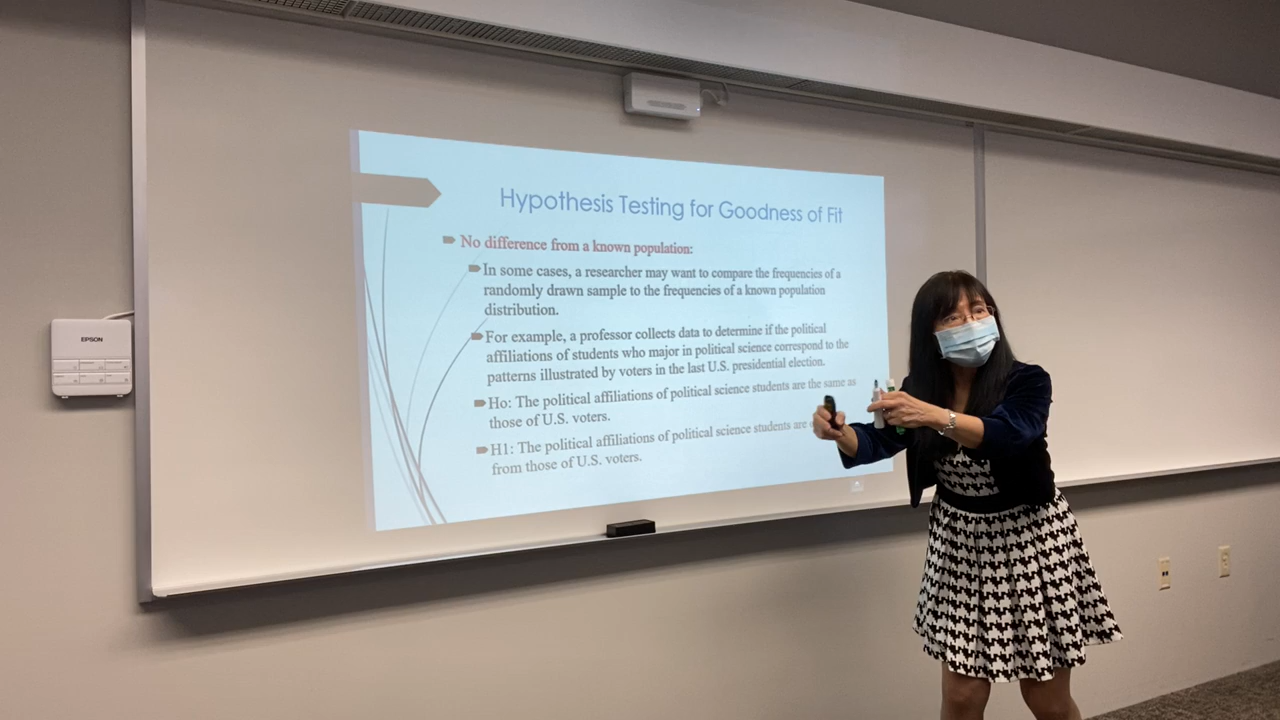 EPSON
Hypothesis Testing for Goodness of Fit
No difference from a known population:
In some cases, a researcher may want to compare the frequencies of a
randomly drawn sample to the frequencies of a known population
distribution.
For example, a professor collects data to determine if the political
affiliations of students who major in political science correspond to the
patterns illustrated by voters in the last U.S. presidential election.
Ho: The political affiliations of political science students are the same as
those of U.S. voters.
H1: The political affiliations of political science students are
from those of U.S. voters.